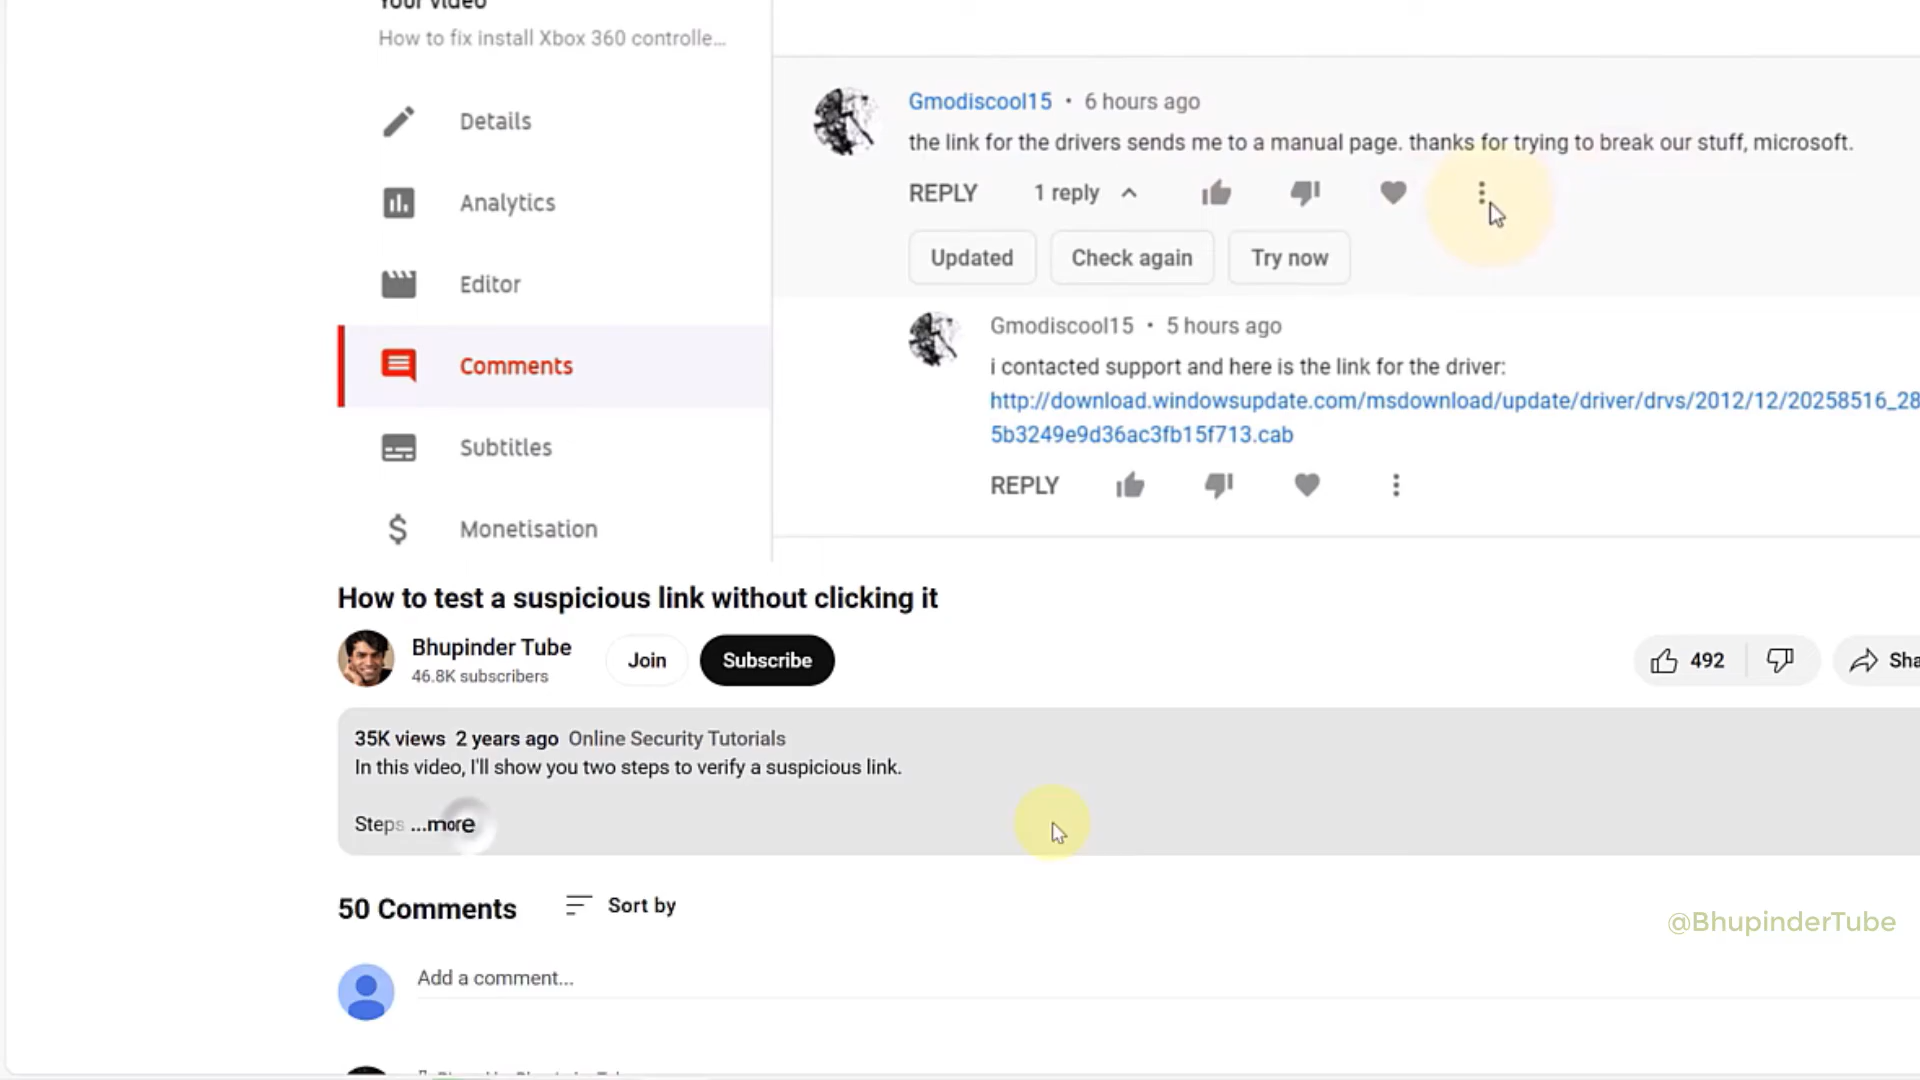 Your video
How to fix install Xbox 360 controlle...
Details
Analytics
Editor
Comments
Subtitles
Monetisation
Gmodiscool15 • 6 hours ago
the link for the drivers sends me to a manual page. thanks for trying to break our stuff, microsoft.
REPLY 1 reply
Updated Check again Try now
Gmodiscool15 • 5 hours ago
i contacted support and here is the link for the driver:
http://download.windowsupdate.com/msdownload/update/driver/drvs/2012/12/20258516_28
5b3249e9d36ac3fb15f713.cab
REPLY
How to test a suspicious link without clicking it
Bhupinder Tube
46.8K subscribers
Join Subscribe
492 Sha
35K views 2 years ago Online Security Tutorials
In this video, I'll show you two steps to verify a suspicious link.
Steps ...more
50 Comments Sort by
@BhupinderTube
Add a comment...